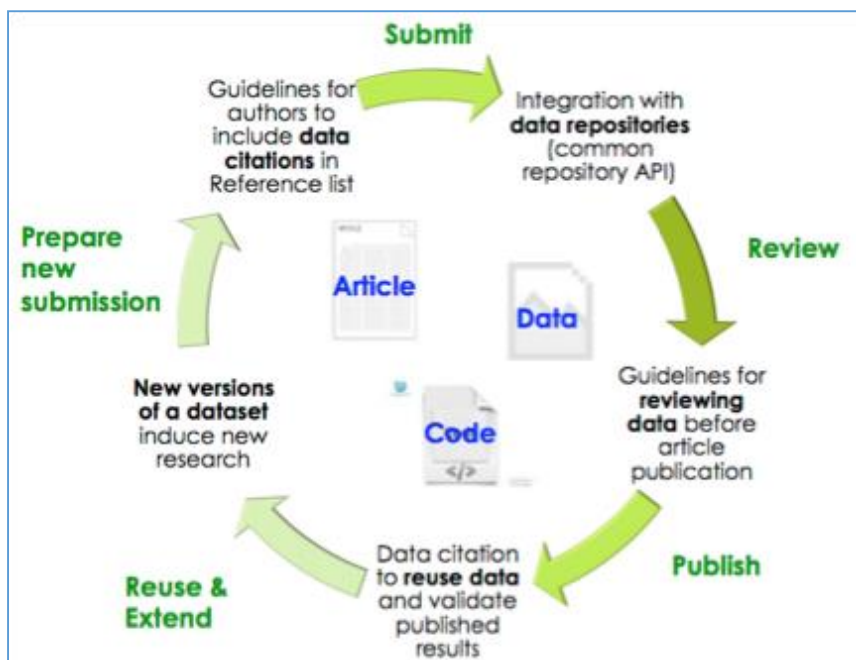 Submit
Guidelines for
authors to
include data
citations in
Reference list
Integration with
data repositories
(common
repository API)
Prepare
new
submission
Review
Article
Data
Code
</>
New versions
of a dataset
induce new
research
Guidelines for
reviewing
data before
article
publication
Data citation
to reuse data
and validate
published
results
Reuse &
Extend
Publish